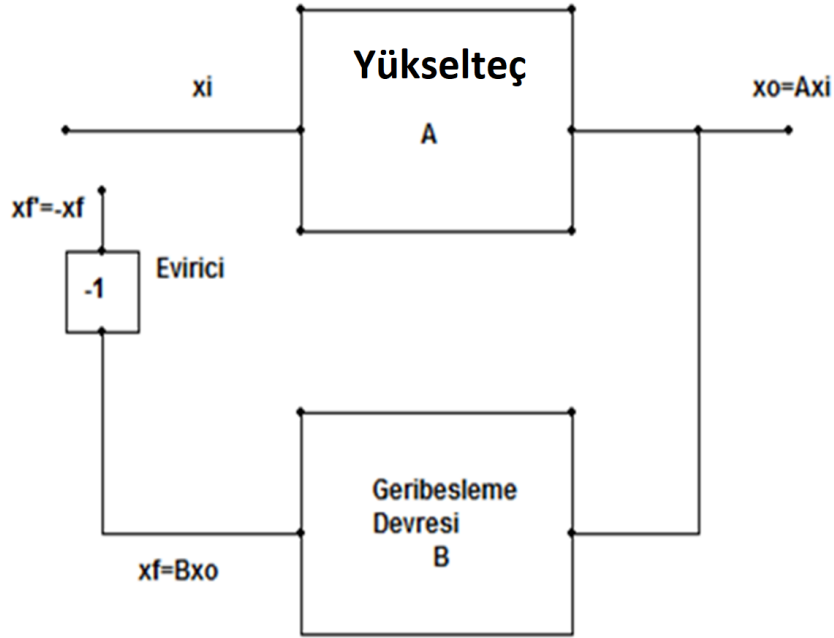 Yükselteç
xi
xo=Axi
A
xf'=-xf
Evirici
-1
Geribesleme
Devresi
B
xf=Bxo